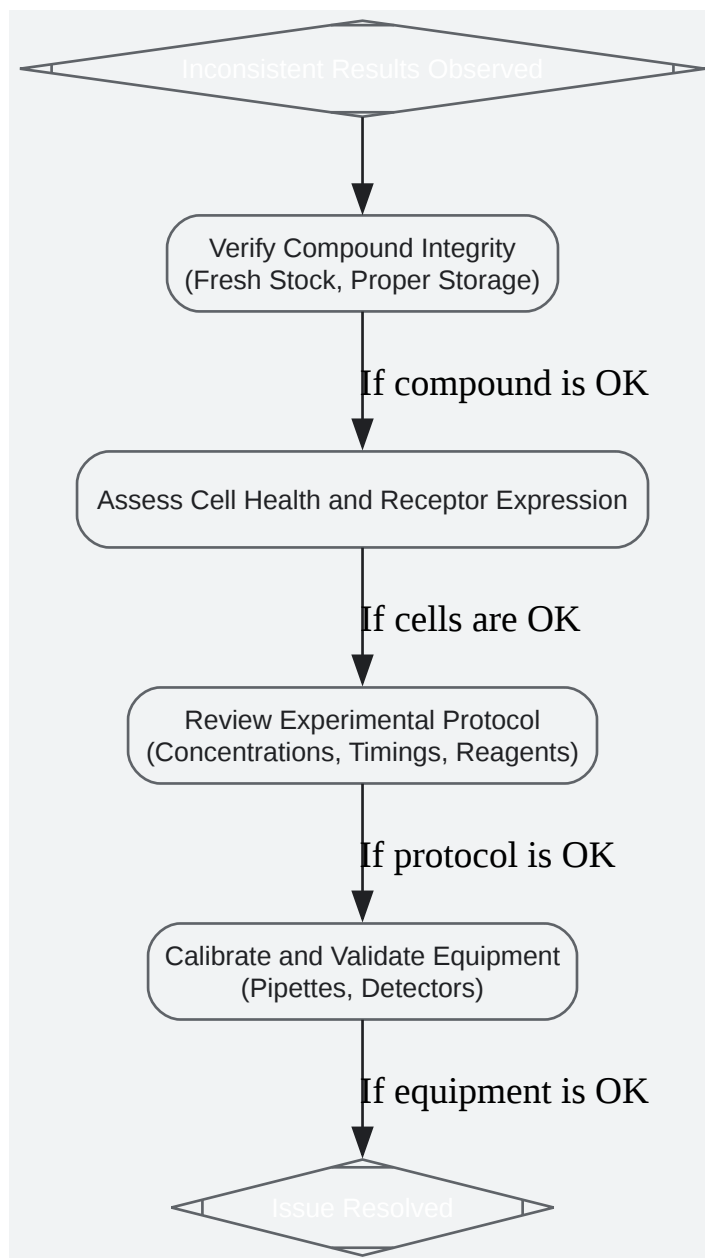 Inconsistent Results Observed
Verify Compound Integrity
(Fresh Stock, Proper Storage)
If compound is OK
Assess Cell Health and Receptor Expression
If cells are OK
Review Experimental Protocol
(Concentrations, Timings, Reagents)
If protocol is OK
Calibrate and Validate Equipment
(Pipettes, Detectors)
If equipment is OK
Issue Resolved